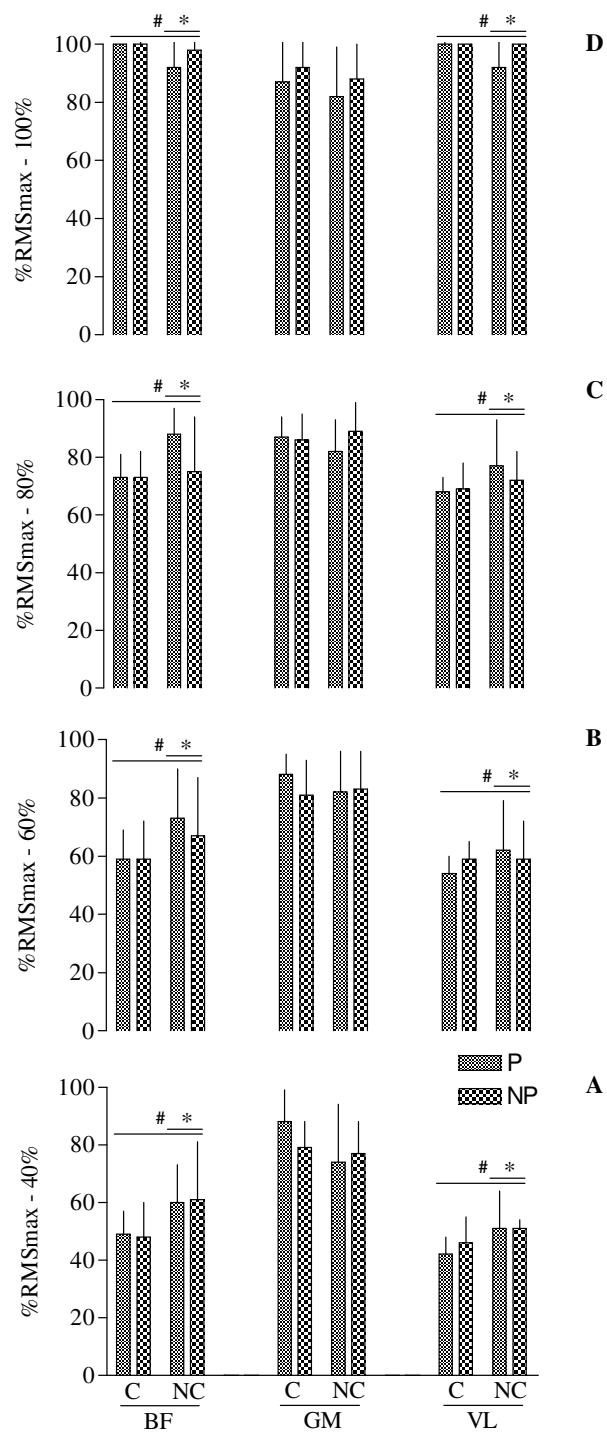 # * # * D
100
80
60
40
20
0
%RMSmax - 100%
# * # * C
100
80
60
40
20
0
%RMSmax - 80%
# * # * B
100
80
60
40
20
0
%RMSmax - 60%
P
NP
# * # * A
100
80
60
40
20
0
%RMSmax - 40%
C NC C NC C NC
BF GM VL